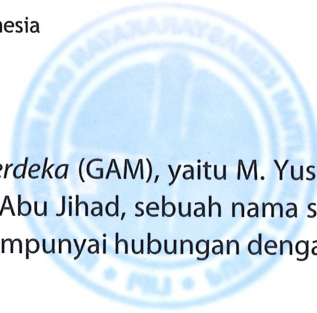 nesia
erdeka (GAM), yaitu M. Yus
Abu Jihad, sebuah nama s
mpunyai hubungan denga